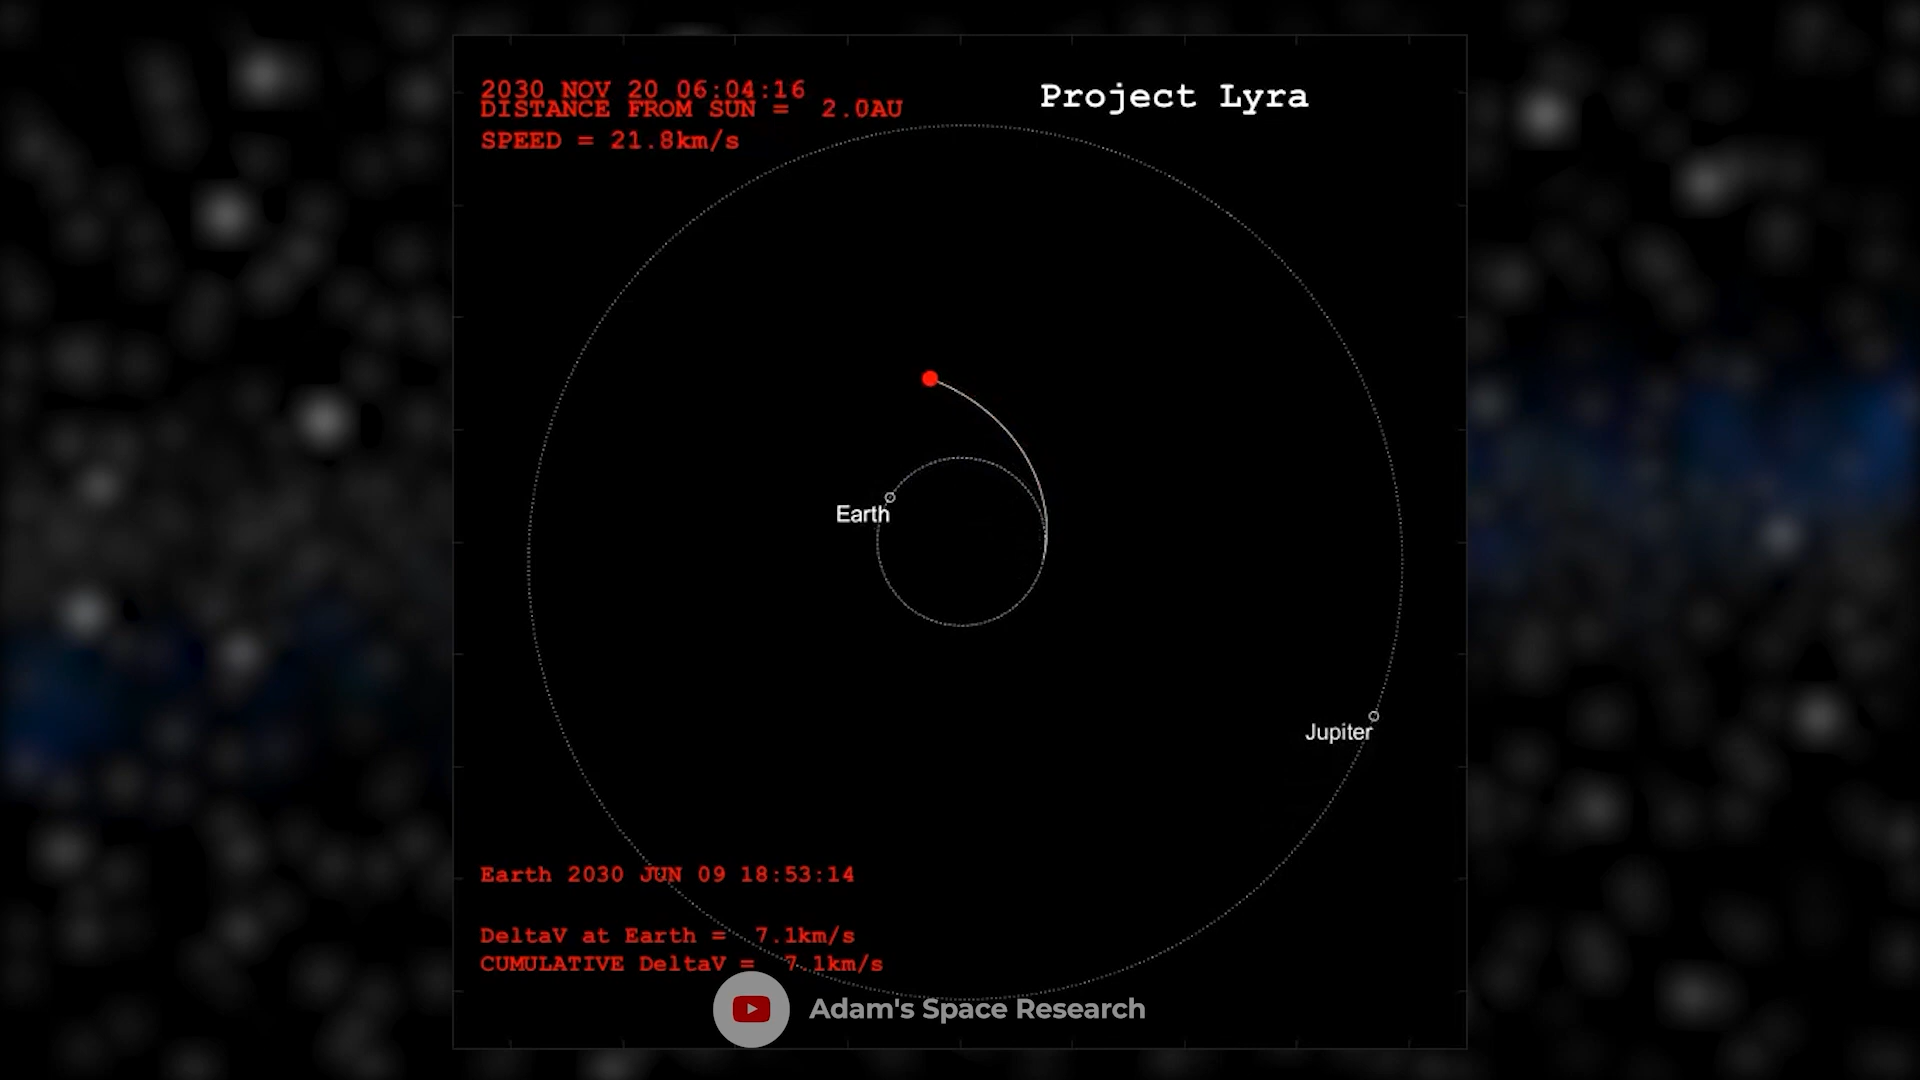 2030 NOV 20 06:04:16
DISTANCE FROM SUN =  2.0AU
SPEED = 21.8km/s
Project Lyra
Earth
Jupiter
Earth 2030 JUN 09 18:53:14
DeltaV at Earth =  7.1km/s
CUMULATIVE DeltaV =  7.1km/s
Adam's Space Research